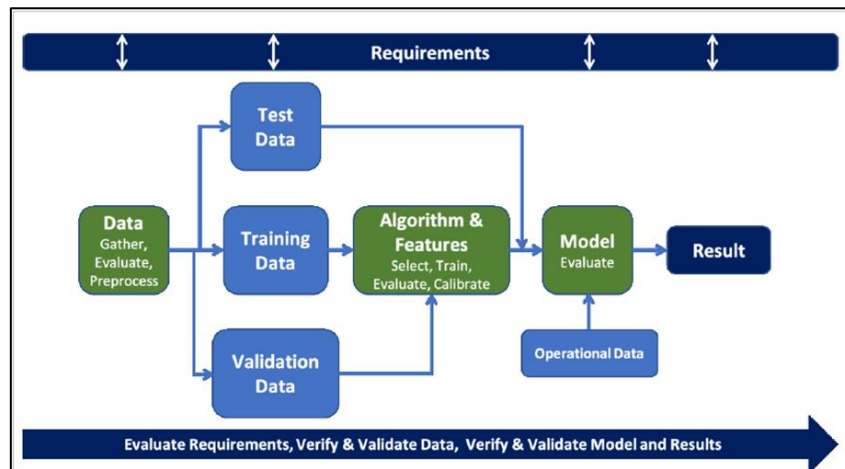 Requirements
Test
Data
Data
Gather,
Evaluate,
Preprocess
Training
Data
Algorithm &
Features
Select, Train,
Evaluate, Calibrate
Model
Evaluate
Result
Validation
Data
Operational Data
Evaluate Requirements, Verify & Validate Data, Verify & Validate Model and Results